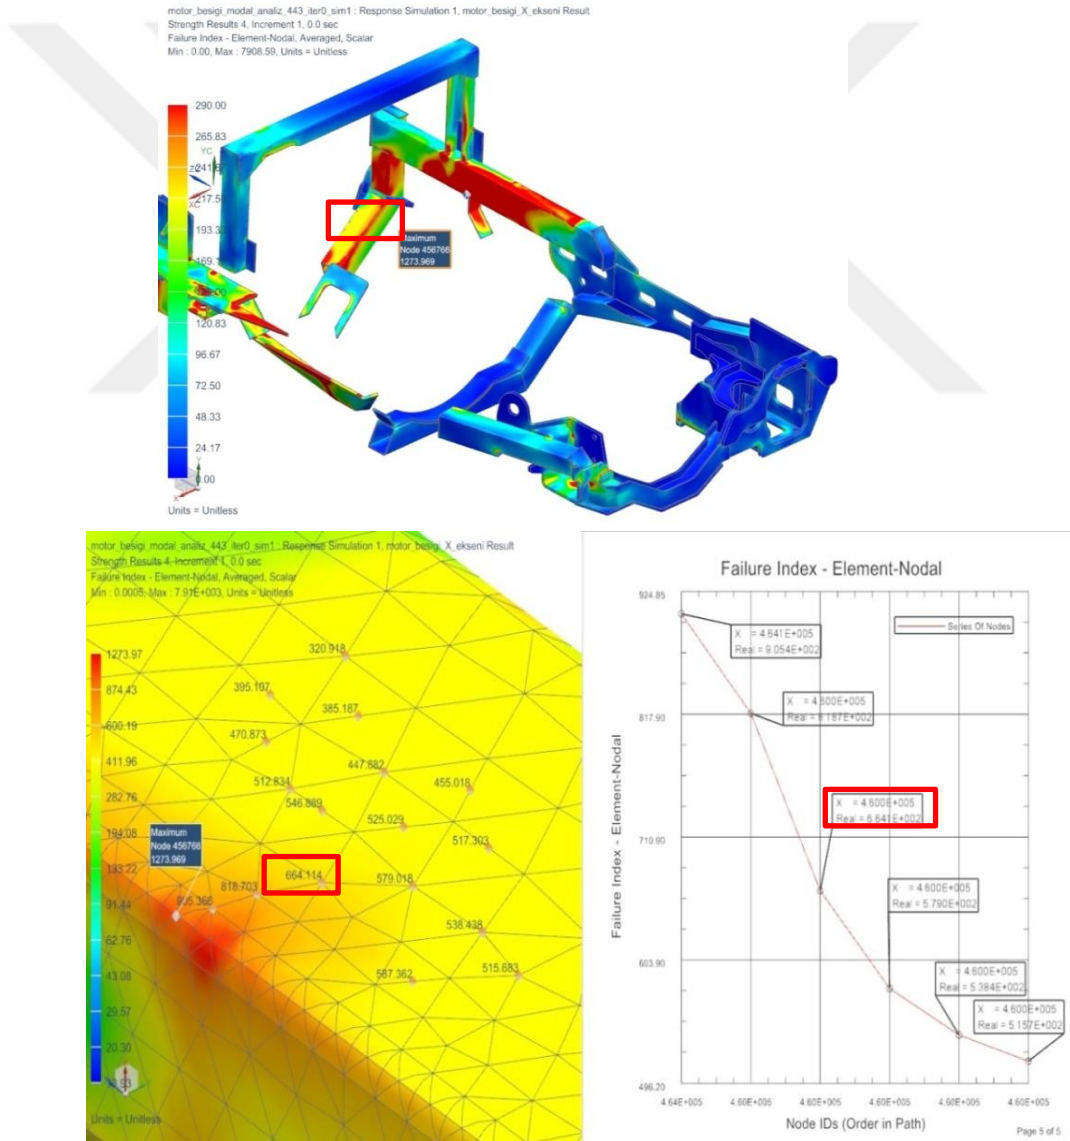 motor_besigi_modal_analiz_443_iter0_sim1 : Response Simulation 1, motor_besigi_X_ekseni Result
Strength Results 4, Increment 1, 0.0 sec
Failure Index - Element-Nodal, Averaged, Scalar
Min : 0.00, Max : 7908.59, Units = Unitless
290.00
265.83
YC
217.5
XC
193.3
169.1
120.83
96.67
72.50
48.33
24.17
0.00
Y
X
Units = Unitless
Maximum
Node 456766
1273.969
motor_besigi_modal_analiz_443_iter0_sim1 : Response Simulation 1, motor_besigi_X_ekseni Result
Strength Results 4, Increment 1, 0.0 sec
Failure Index - Element-Nodal, Averaged, Scalar
Min : 0.0006, Max : 7.91E+003, Units = Unitless
1273.97
874.43
600.19
411.96
282.76
194.08
133.22
91.44
62.76
43.08
29.57
20.30
Units = Unitless
Maximum
Node 456766
1273.969
320.918
395.107
385.187
470.873
447.882
512.834
455.018
546.889
525.029
517.303
664.114
579.018
818.703
905.366
538.438
587.362
515.683
Failure Index - Element-Nodal
Series Of Nodes
Failure Index - Element-Nodal
924.85
817.90
710.90
603.90
496.20
X = 4.641E+005
Real = 9.054E+002
X = 4.600E+005
Real = 8.187E+002
X = 4.600E+005
Real = 6.641E+002
X = 4.600E+005
Real = 5.790E+002
X = 4.600E+005
Real = 5.384E+002
X = 4.600E+005
Real = 5.157E+002
4.64E+005 4.60E+005 4.60E+005 4.60E+005 4.60E+005 4.60E+005
Node IDs (Order in Path)
Page 5 of 5